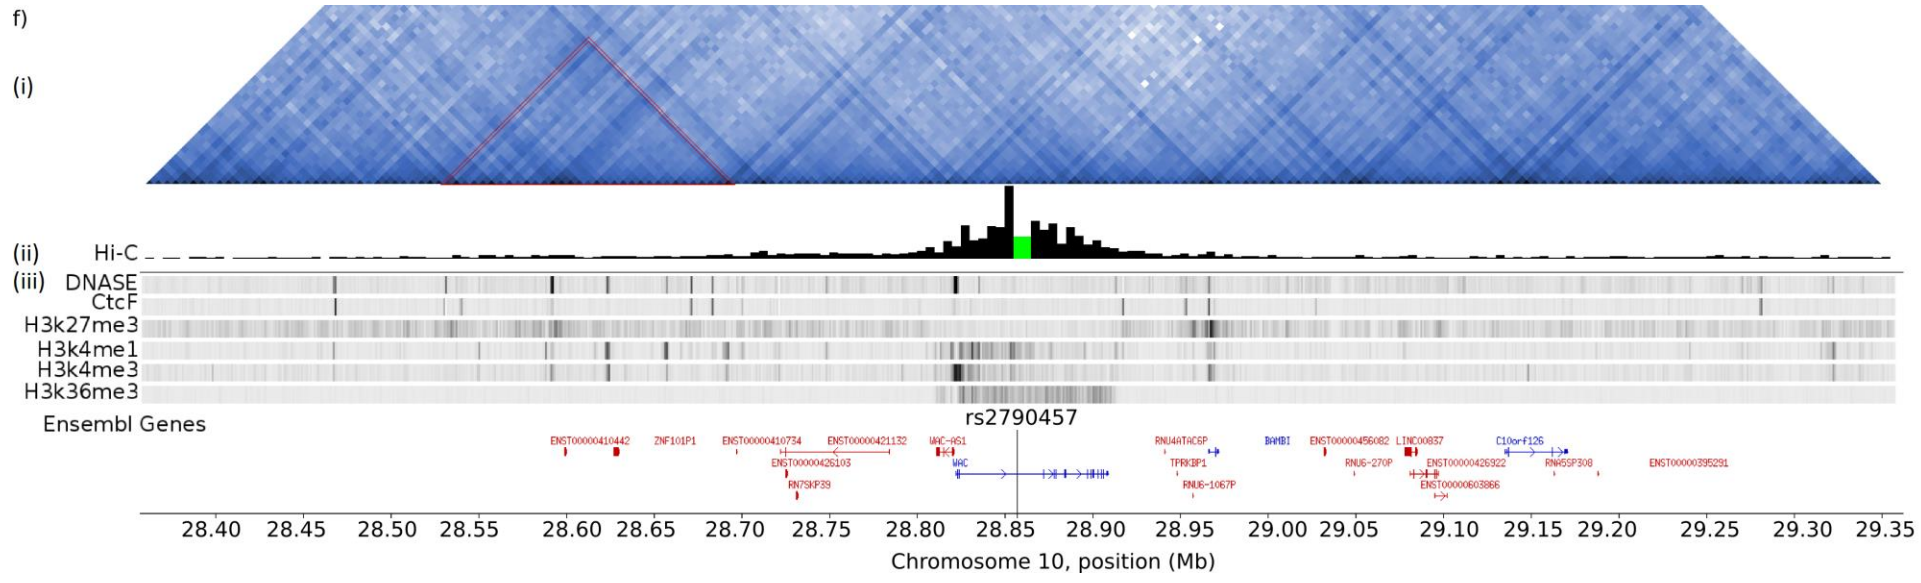 f)
(i)
(ii) Hi-C
(iii) DNASE
CtcF
H3k27me3
H3k4me1
H3k4me3
H3k36me3
rs2790457
Ensembl Genes
ENST00000410442 ZNF101P1 ENST00000410734 ENST00000421132 WAC-AS1 RNU4ATAC6P BAMBI ENST00000456082 LINC00837 C10orf126
ENST00000426103 WAC TPRKBP1 RNU6-270P ENST00000426922 RNA5SP308 ENST00000395291
RN7SKP39 RNU6-1067P ENST00000603866
28.40 28.45 28.50 28.55 28.60 28.65 28.70 28.75 28.80 28.85 28.90 28.95 29.00 29.05 29.10 29.15 29.20 29.25 29.30 29.35
Chromosome 10, position (Mb)